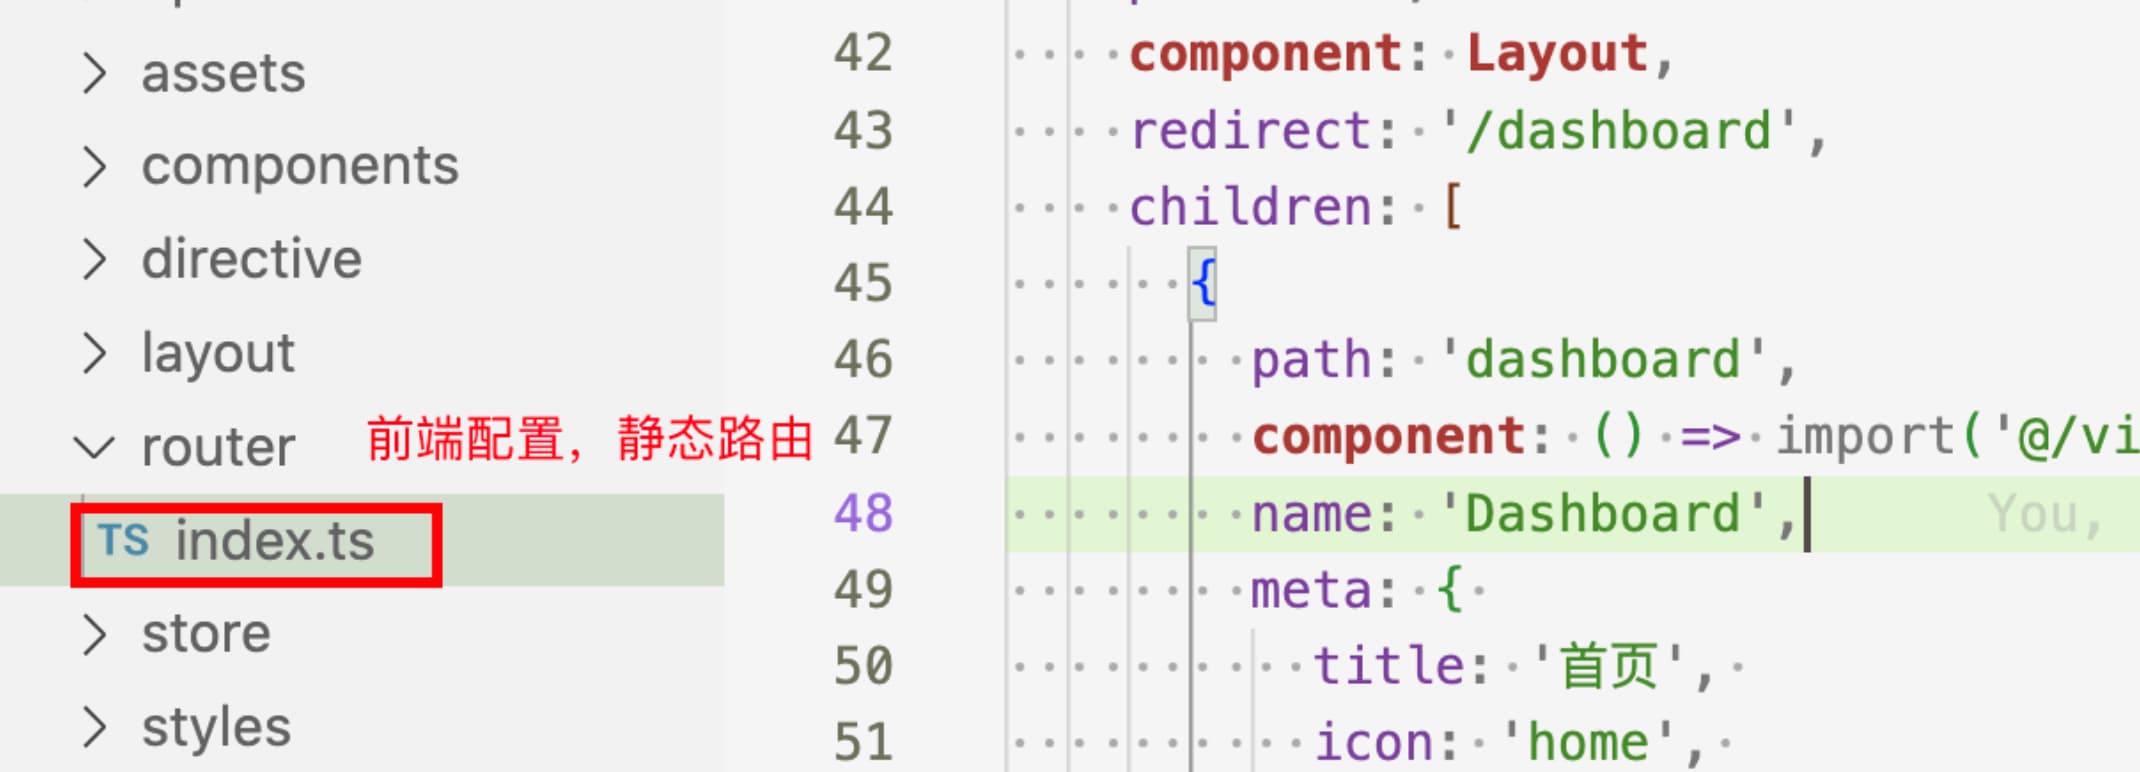 assets
components
directive
layout
router 前端配置，静态路由
TS index.ts
store
styles
42 component: Layout,
43 redirect: '/dashboard',
44 children: [
45 {
46 path: 'dashboard',
47 component: () => import('@/vi
48 name: 'Dashboard', You,
49 meta: {
50 title: '首页',
51 icon: 'home',